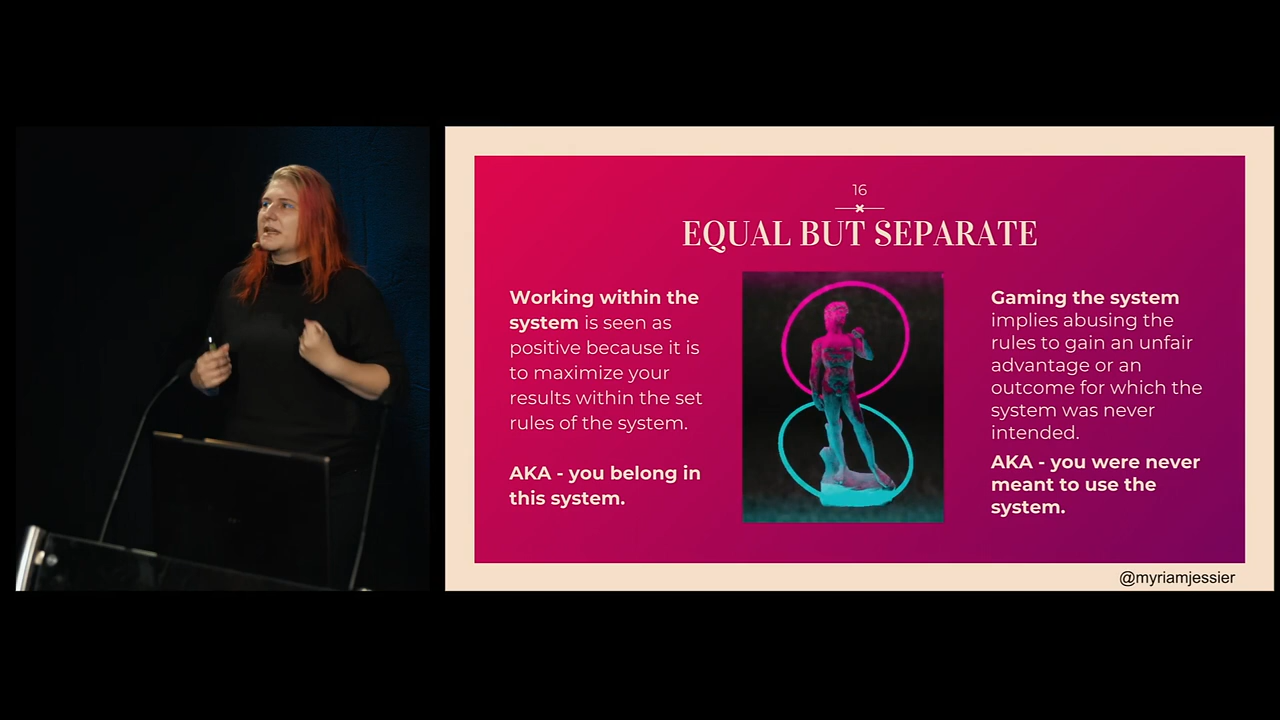 16
EQUAL BUT SEPARATE
Working within the
system is seen as
positive because it is
to maximize your
results within the set
rules of the system.
AKA - you belong in
this system.
Gaming the system
implies abusing the
rules to gain an unfair
advantage or an
outcome for which the
system was never
intended.
AKA - you were never
meant to use the
system.
@myriamjessier